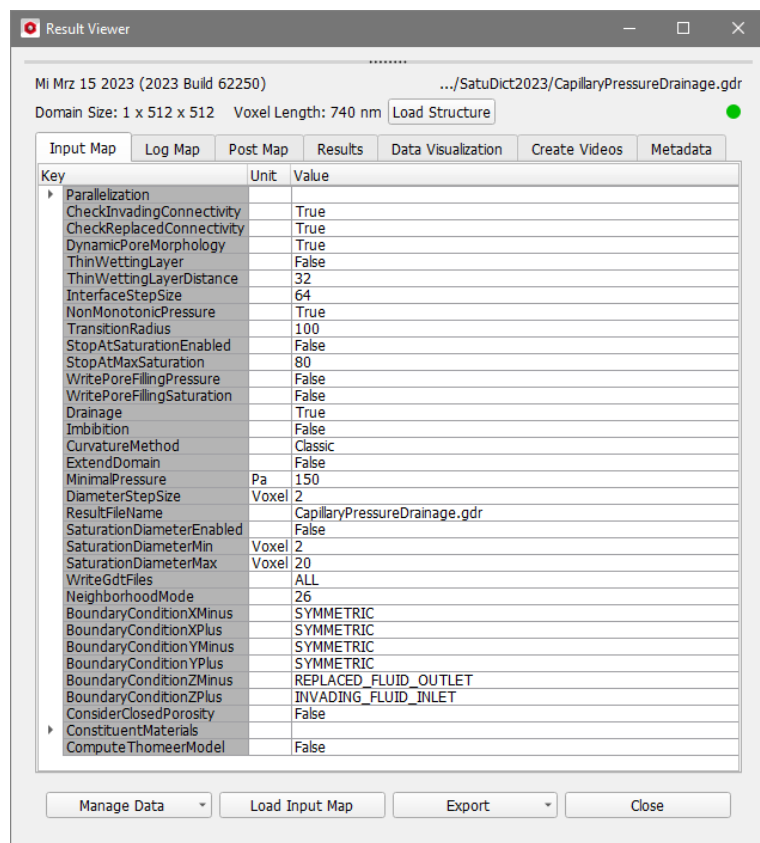 Result Viewer
Mi Mrz 15 2023 (2023 Build 62250) .../SatuDict2023/CapillaryPressureDrainage.gdr
Domain Size: 1 x 512 x 512 Voxel Length: 740 nm Load Structure
Input Map Log Map Post Map Results Data Visualization Create Videos Metadata
Key Unit Value
Parallelization
CheckInvadingConnectivity True
CheckReplacedConnectivity True
DynamicPoreMorphology True
ThinWettingLayer False
ThinWettingLayerDistance 32
InterfaceStepSize 64
NonMonotonicPressure True
TransitionRadius 100
StopAtSaturationEnabled False
StopAtMaxSaturation 80
WritePoreFillingPressure False
WritePoreFillingSaturation False
Drainage True
Imbibition False
CurvatureMethod Classic
ExtendDomain False
MinimalPressure Pa 150
DiameterStepSize Voxel 2
ResultFileName CapillaryPressureDrainage.gdr
SaturationDiameterEnabled False
SaturationDiameterMin Voxel 2
SaturationDiameterMax Voxel 20
WriteGdtFiles ALL
NeighborhoodMode 26
BoundaryConditionXMinus SYMMETRIC
BoundaryConditionXPlus SYMMETRIC
BoundaryConditionYMinus SYMMETRIC
BoundaryConditionYPlus SYMMETRIC
BoundaryConditionZMinus REPLACED_FLUID_OUTLET
BoundaryConditionZPlus INVADING_FLUID_INLET
ConsiderClosedPorosity False
ConstituentMaterials
ComputeThomeerModel False
Manage Data Load Input Map Export Close